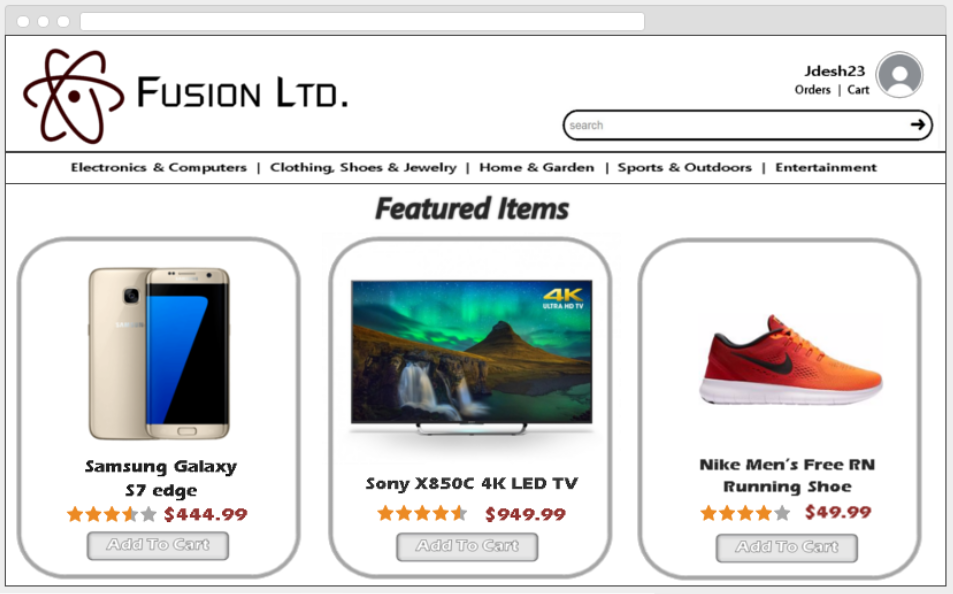 FUSION LTD.
Jdesh23
Orders | Cart
search
Electronics & Computers | Clothing, Shoes & Jewelry | Home & Garden | Sports & Outdoors | Entertainment
Featured Items
SAMSUNG
4K
ULTRA HD TV
Samsung Galaxy
S7 edge
$444.99
Add To Cart
Sony X850C 4K LED TV
$949.99
Add To Cart
Nike Men's Free RN
Running Shoe
$49.99
Add To Cart